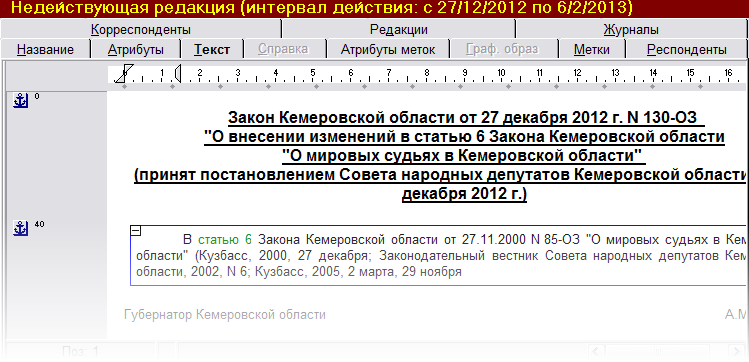 Недействующая редакция (интервал действия: с 27/12/2012 по 6/2/2013)
Корреспонденты Редакции Журналы
Название Атрибуты Текст Справка Атрибуты меток Граф. образ Метки Респонденты
0 1 2 3 4 5 6 7 8 9 10 11 12 13 14 15 16
0
Закон Кемеровской области от 27 декабря 2012 г. N 130-ОЗ
"О внесении изменений в статью 6 Закона Кемеровской области
"О мировых судьях в Кемеровской области"
(принят постановлением Совета народных депутатов Кемеровской области
декабря 2012 г.)
40
В статью 6 Закона Кемеровской области от 27.11.2000 N 85-ОЗ "О мировых судьях в Кем
области" (Кузбасс, 2000, 27 декабря; Законодательный вестник Совета народных депутатов Кем
области, 2002, N 6; Кузбасс, 2005, 2 марта, 29 ноября
Губернатор Кемеровской области А.М
Поз: 1